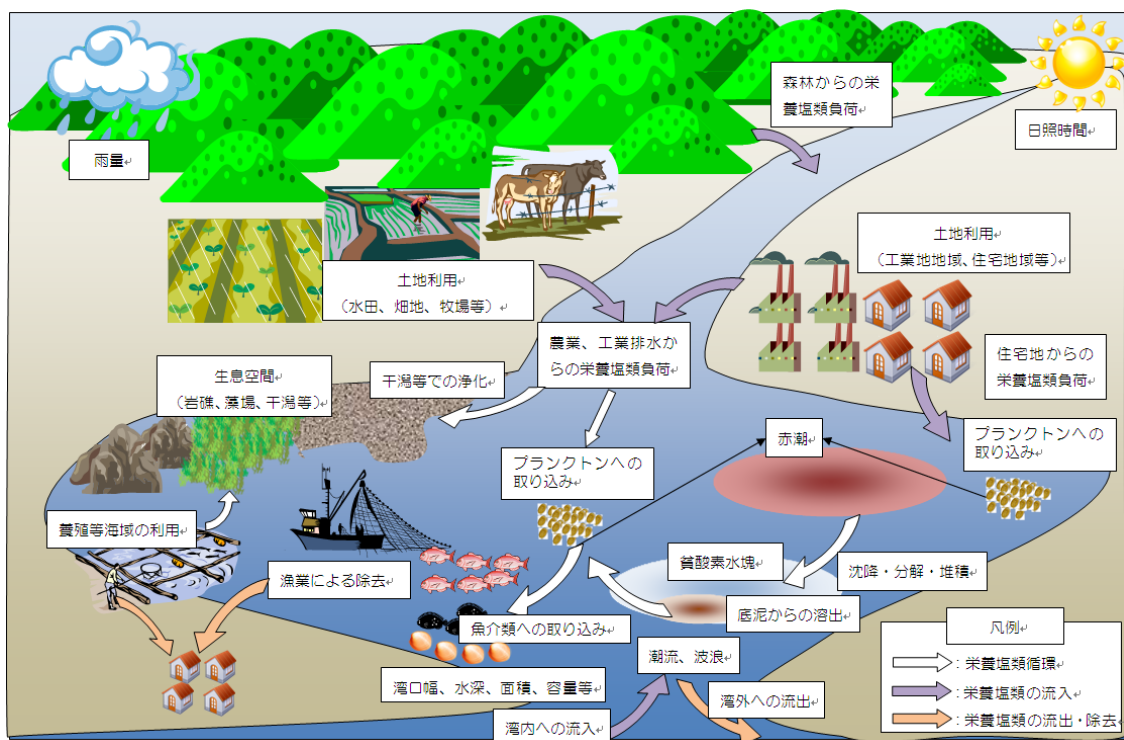 森林からの栄
養塩類負荷
日照時間
雨量
土地利用
（工業地地域、住宅地域等）
土地利用
（水田、畑地、牧場等）
農業、工業排水か
らの栄養塩類負荷
住宅地からの
栄養塩類負荷
生息空間
（岩礁、藻場、干潟等）
干潟等での浄化
赤潮
プランクトンへの
取り込み
プランクトンへの
取り込み
養殖等海域の利用
漁業による除去
貧酸素水塊
沈降・分解・堆積
底泥からの溶出
魚介類への取り込み
潮流、波浪
湾口幅、水深、面積、容量等
湾内への流入
湾外への流出
凡例
：栄養塩類循環
：栄養塩類の流入
：栄養塩類の流出・除去